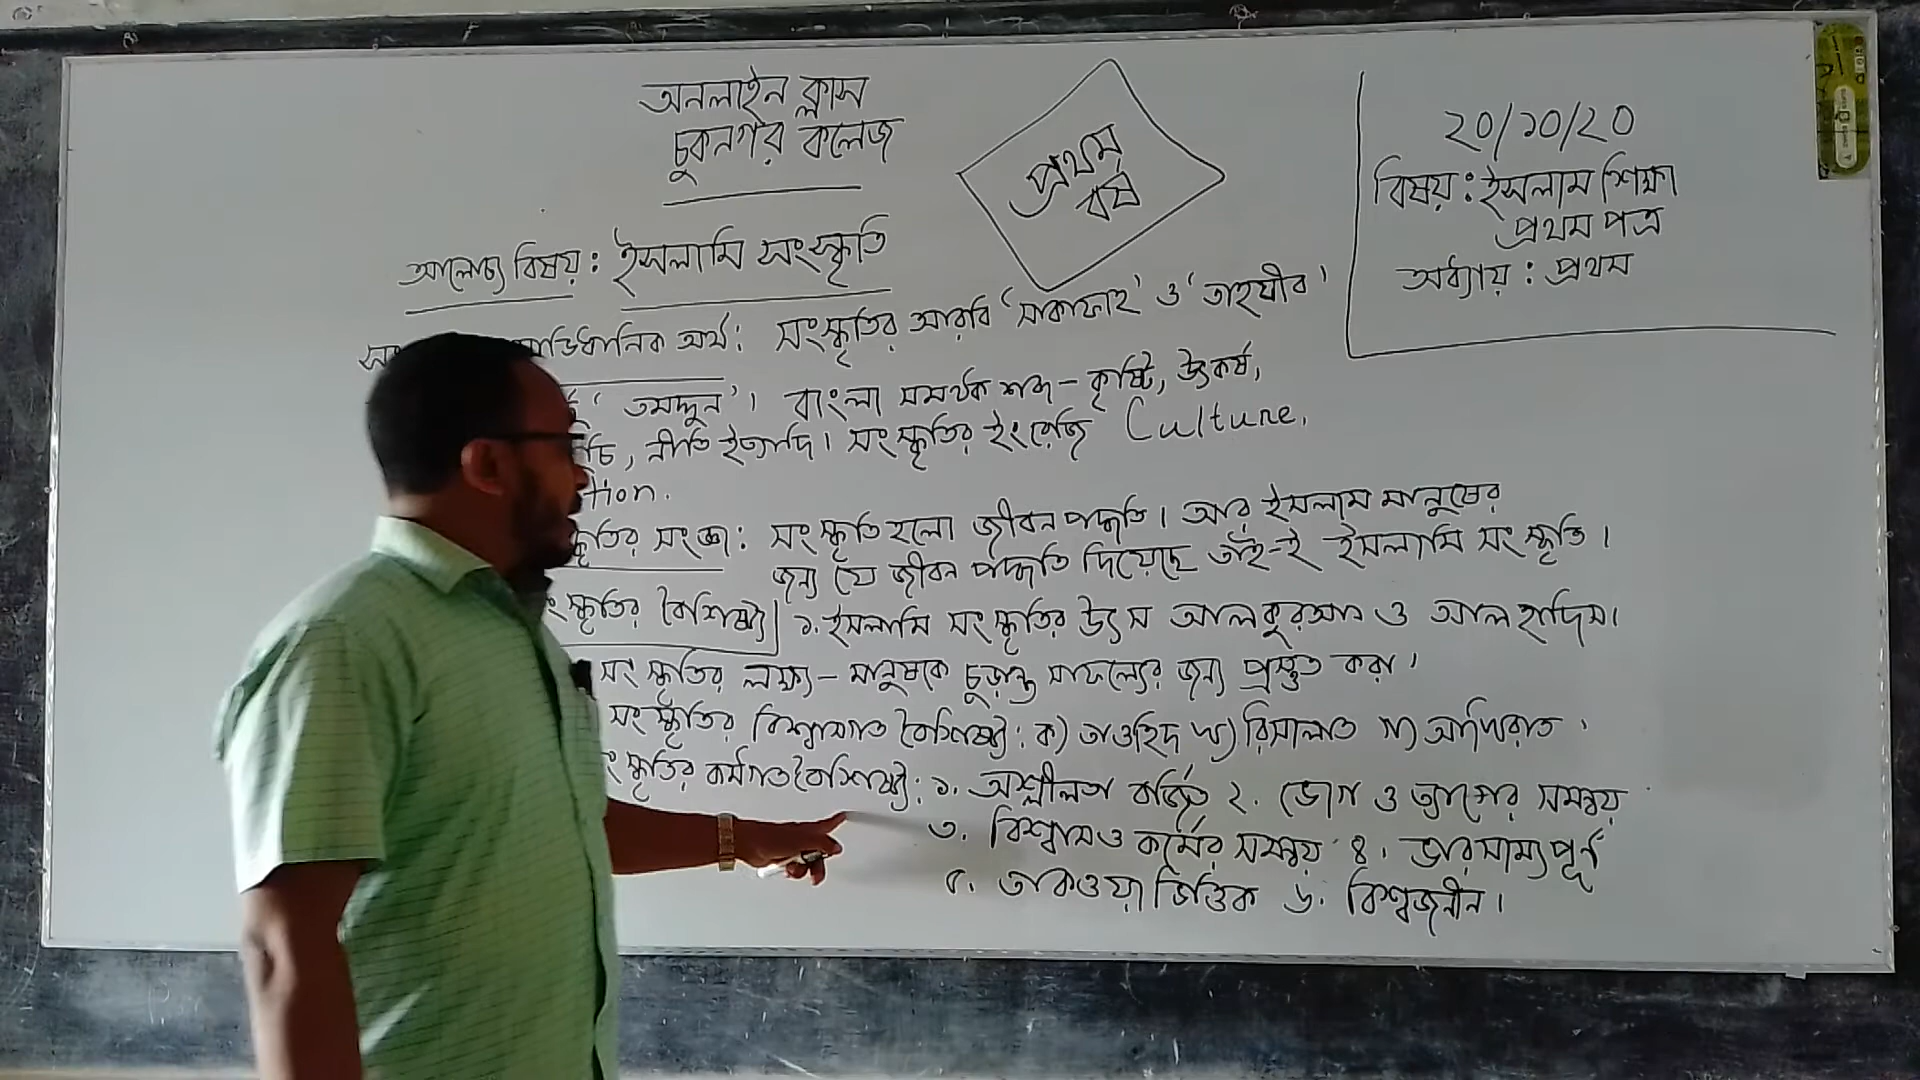 অনলাইন ক্লাস
চুকনগর কলেজ
প্রথম
বর্ষ
২০/১০/২০
বিষয় : ইসলাম শিক্ষা
প্রথম পত্র
অধ্যায় : প্রথম
আলোচ্য বিষয় : ইসলামি সংস্কৃতি
আভিধানিক অর্থ : সংস্কৃতির আরবি 'সাকাফাহ' ও 'তাহযীব'
'তমদ্দুন'। বাংলা সমর্থক শব্দ - কৃষ্টি, উৎকর্ষ,
নীতি ইত্যাদি। সংস্কৃতির ইংরেজি Culture,
tion.
কৃতির সংজ্ঞা : সংস্কৃতি হলো জীবন পদ্ধতি। আর ইসলাম মানুষের
জন্য যে জীবন পদ্ধতি দিয়েছে তাই-ই ইসলামি সংস্কৃতি।
স্কৃতির বৈশিষ্ট্য ১. ইসলামি সংস্কৃতির উৎস আল কুরআন ও আল হাদিস।
সংস্কৃতির লক্ষ্য - মানুষকে চূড়ান্ত সাফল্যের জন্য প্রস্তুত করা।
সংস্কৃতির বিশ্বাসগত বৈশিষ্ট্য : ক) তাওহিদ খ) রিসালাত গ) আখিরাত।
স্কৃতির কর্মগত বৈশিষ্ট্য : ১. অশ্লীলতা বর্জিত ২. ভোগ ও ত্যাগের সমন্বয়
৩. বিশ্বাস ও কর্মের সমন্বয় ৪. ভারসাম্য পূর্ণ
৫. তাকওয়া ভিত্তিক ৬. বিশ্বজনীন।